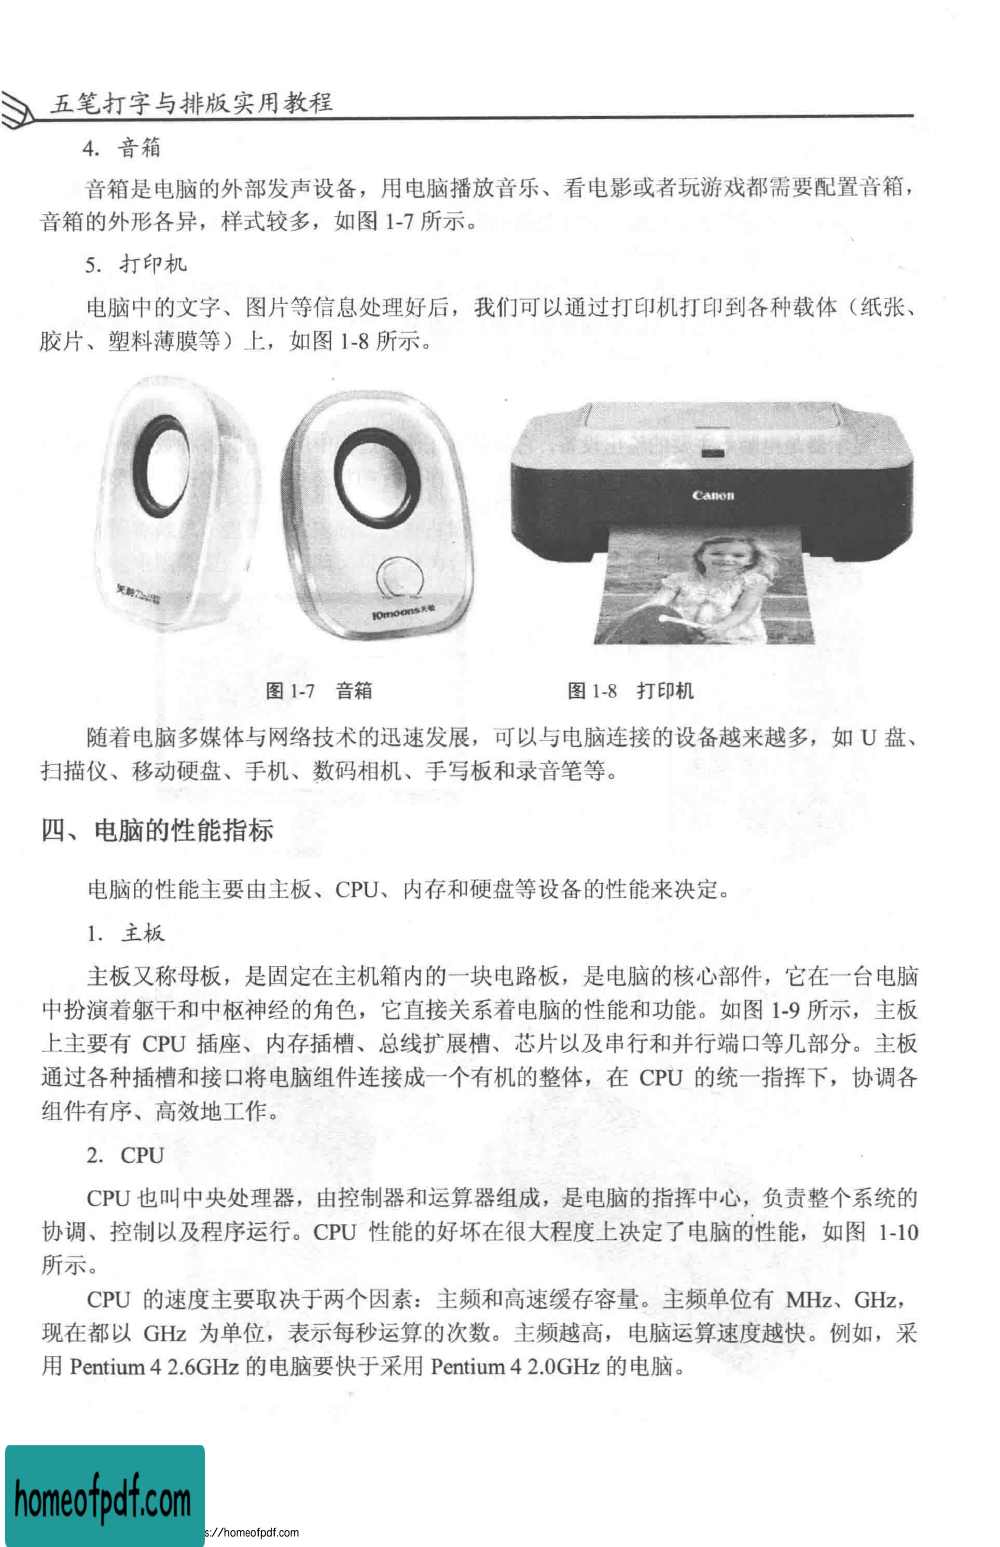 五笔打字与排版实用教程
4. 音箱
音箱是电脑的外部发声设备，用电脑播放音乐、看电影或者玩游戏都需要配置音箱，
音箱的外形各异，样式较多，如图 1-7 所示。
5. 打印机
电脑中的文字、图片等信息处理好后，我们可以通过打印机打印到各种载体（纸张、
胶片、塑料薄膜等）上，如图 1-8 所示。
Canon
10moons天敏
图 1-7 音箱
图 1-8 打印机
随着电脑多媒体与网络技术的迅速发展，可以与电脑连接的设备越来越多，如 U 盘、
扫描仪、移动硬盘、手机、数码相机、手写板和录音笔等。
四、电脑的性能指标
电脑的性能主要由主板、CPU、内存和硬盘等设备的性能来决定。
1. 主板
主板又称母板，是固定在主机箱内的一块电路板，是电脑的核心部件，它在一台电脑
中扮演着躯干和中枢神经的角色，它直接关系着电脑的性能和功能。如图 1-9 所示，主板
上主要有 CPU 插座、内存插槽、总线扩展槽、芯片以及串行和并行端口等几部分。主板
通过各种插槽和接口将电脑组件连接成一个有机的整体，在 CPU 的统一指挥下，协调各
组件有序、高效地工作。
2. CPU
CPU 也叫中央处理器，由控制器和运算器组成，是电脑的指挥中心，负责整个系统的
协调、控制以及程序运行。CPU 性能的好坏在很大程度上决定了电脑的性能，如图 1-10
所示。
CPU 的速度主要取决于两个因素：主频和高速缓存容量。主频单位有 MHz、GHz，
现在都以 GHz 为单位，表示每秒运算的次数。主频越高，电脑运算速度越快。例如，采
用 Pentium 4 2.6GHz 的电脑要快于采用 Pentium 4 2.0GHz 的电脑。
homeofpdf.com
s://homeofpdf.com